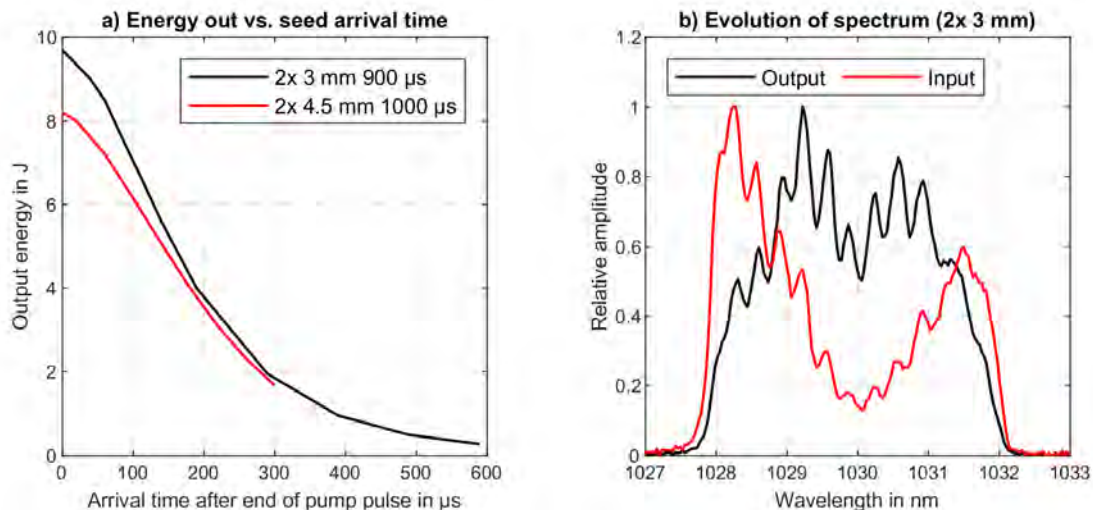 a) Energy out vs. seed arrival time
10
8
6
4
2
0
Output energy in J
2x 3 mm 900 µs
2x 4.5 mm 1000 µs
0 100 200 300 400 500 600
Arrival time after end of pump pulse in µs
b) Evolution of spectrum (2x 3 mm)
1.2
1
0.8
0.6
0.4
0.2
0
Relative amplitude
Output Input
1027 1028 1029 1030 1031 1032 1033
Wavelength in nm